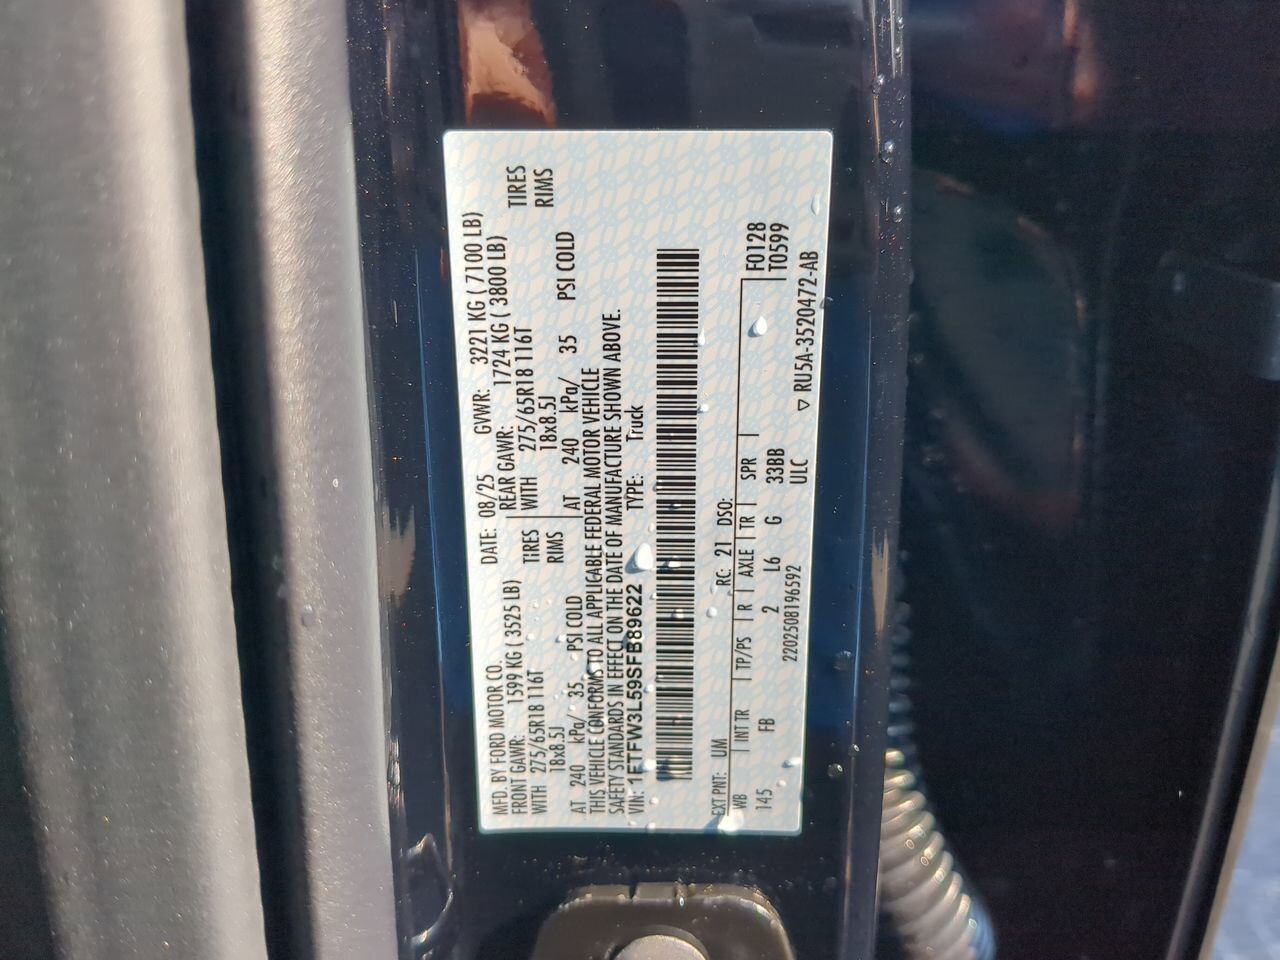 MFD. BY FORD MOTOR CO.
DATE: 08/25 GVWR: 3221 KG ( 7100 LB)
FRONT GAWR: 1599 KG ( 3525 LB) REAR GAWR: 1724 KG ( 3800 LB)
WITH 275/65R18 116T TIRES WITH 275/65R18 116T TIRES
18x8.5J RIMS 18x8.5J RIMS
AT 240 kPa/ 35 PSI COLD AT 240 kPa/ 35 PSI COLD
THIS VEHICLE CONFORMS TO ALL APPLICABLE FEDERAL MOTOR VEHICLE
SAFETY STANDARDS IN EFFECT ON THE DATE OF MANUFACTURE SHOWN ABOVE.
VIN: 1FTFW3L59SFB89622 TYPE: Truck
EXT PNT: UM RC: 21 DSO:
WB INT TR TP/PS R AXLE TR SPR F0128
145 FB 2 L6 G 33BB T0599
2202508196592 ULC ▽ RU5A-3520472-AB